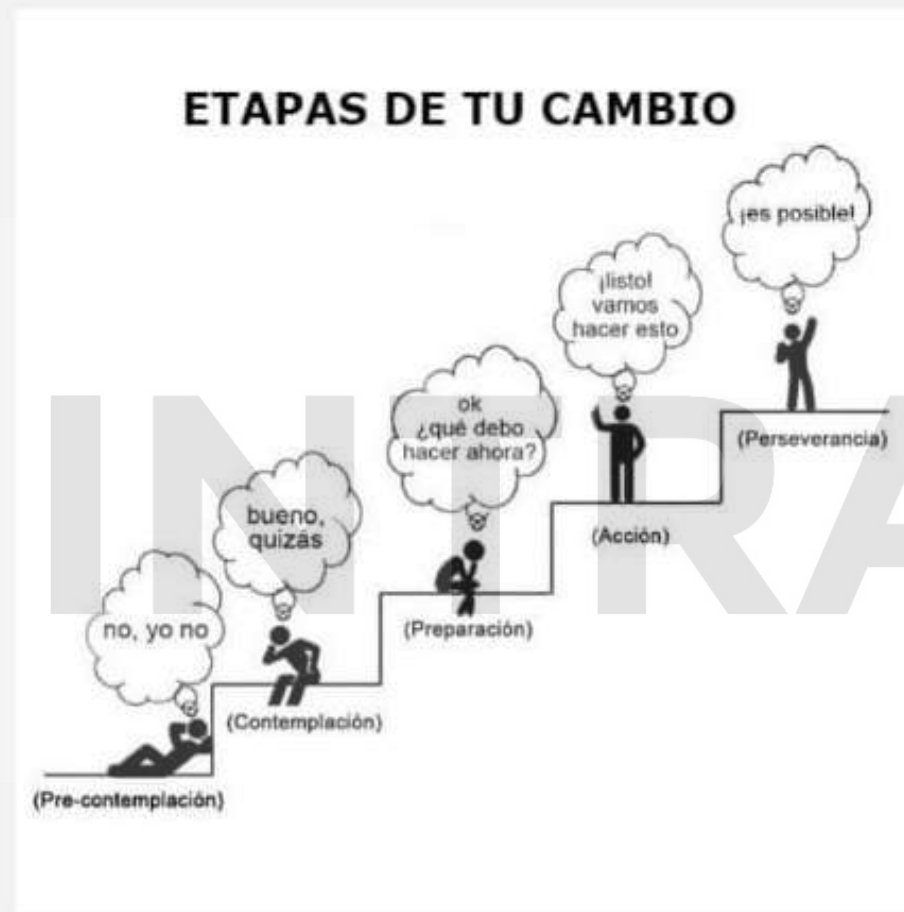 ETAPAS DE TU CAMBIO
¡es posible!
¡listo!
vamos
hacer esto
(Perseverancia)
ok
¿qué debo
hacer ahora?
(Acción)
bueno,
quizás
(Preparación)
no, yo no
(Contemplación)
(Pre-contemplación)
INTRA